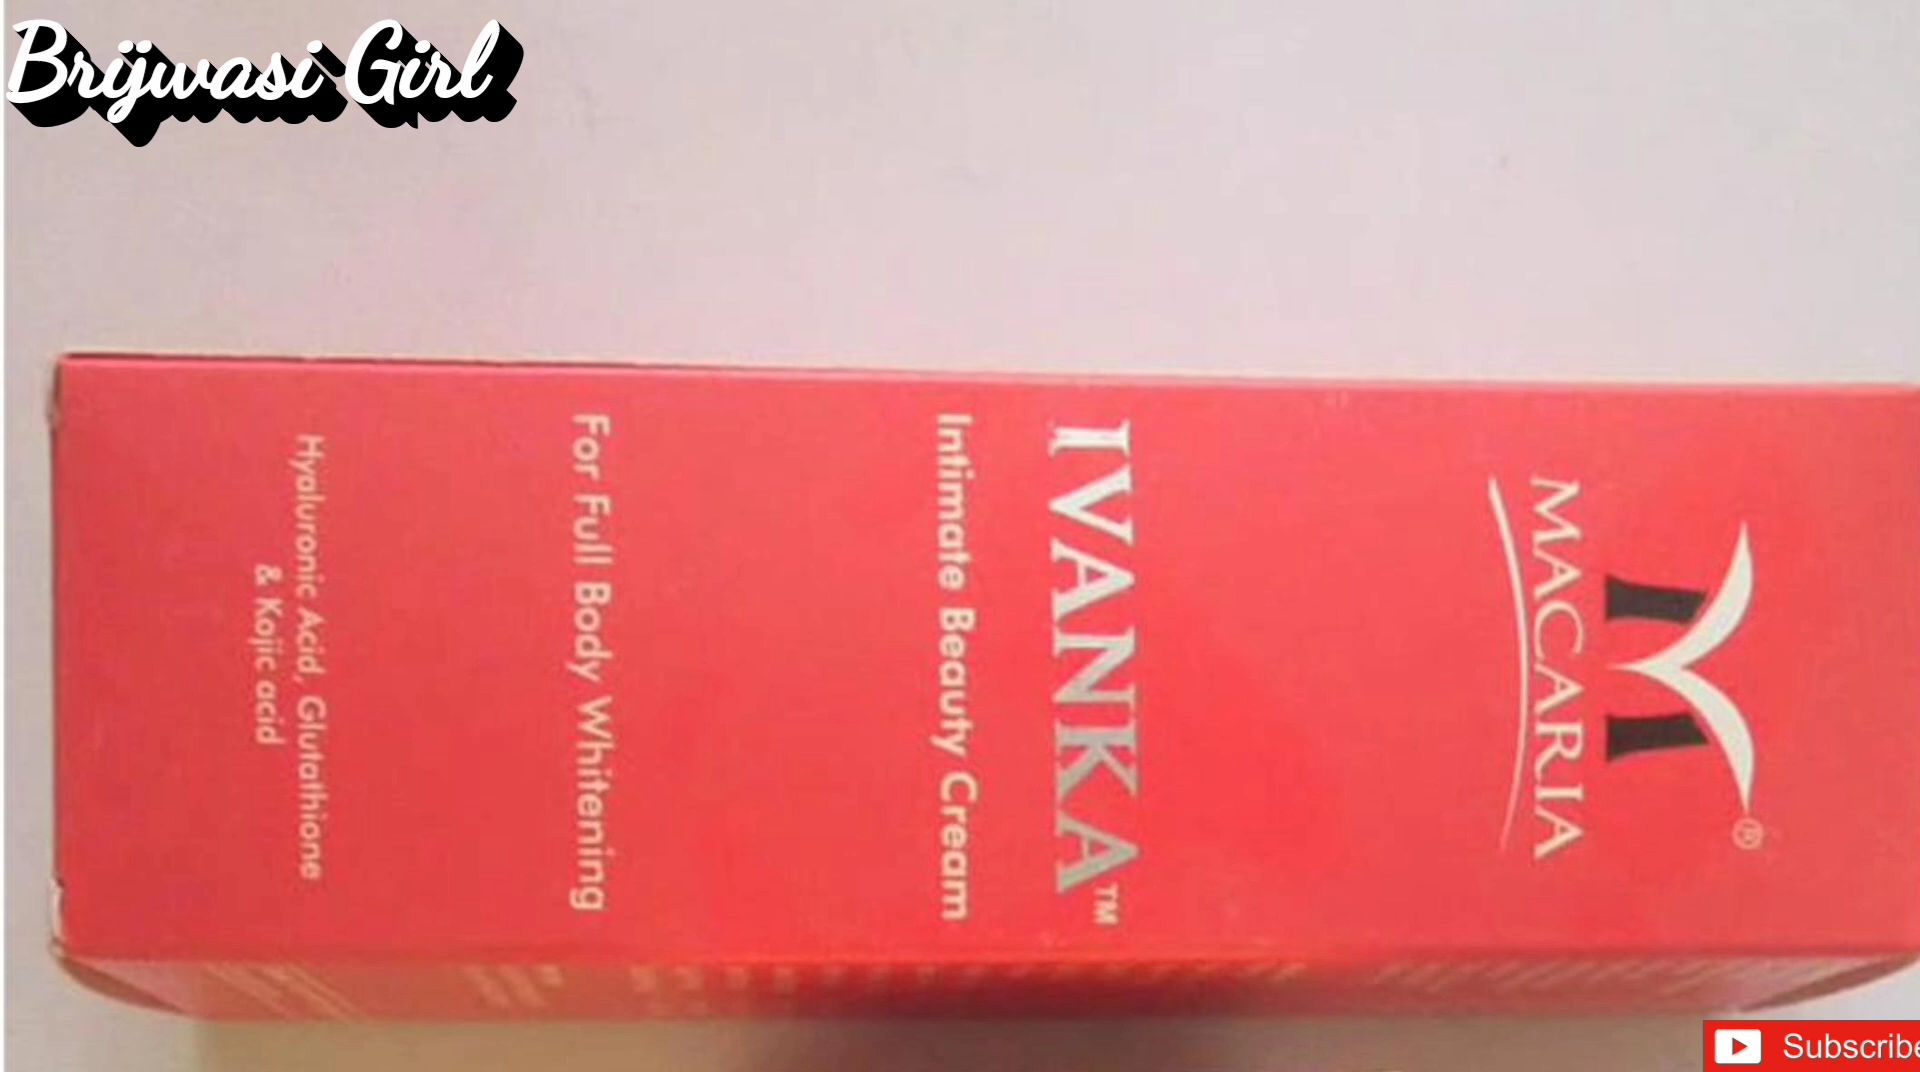 Brijwasi Girl
MACARIA
®
IVANKA™
Intimate Beauty Cream
For Full Body Whitening
Hyaluronic Acid, Glutathione
& Kojic acid
Subscribe